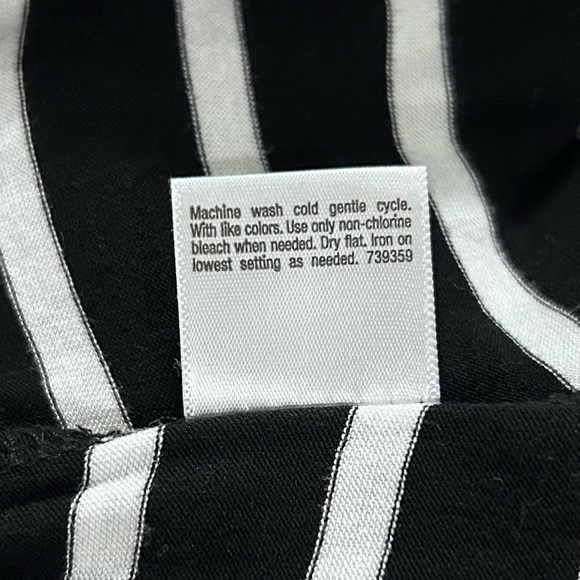 Machine wash cold gentle cycle.
With like colors. Use only non-chlorine
bleach when needed. Dry flat. Iron on
lowest setting as needed. 739359